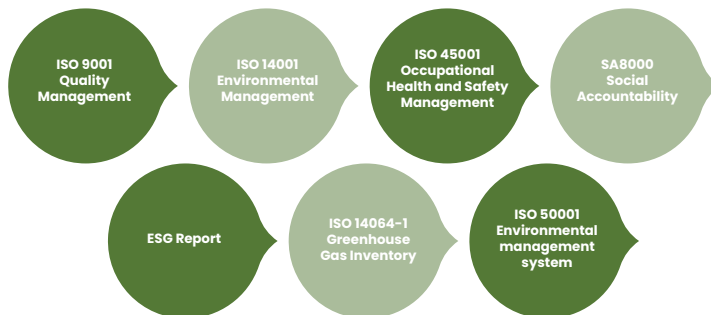 ISO 9001
Quality
Management
ISO 14001
Environmental
Management
ISO 45001
Occupational
Health and Safety
Management
SA8000
Social
Accountability
ESG Report
ISO 14064-1
Greenhouse
Gas Inventory
ISO 50001
Environmental
management
system